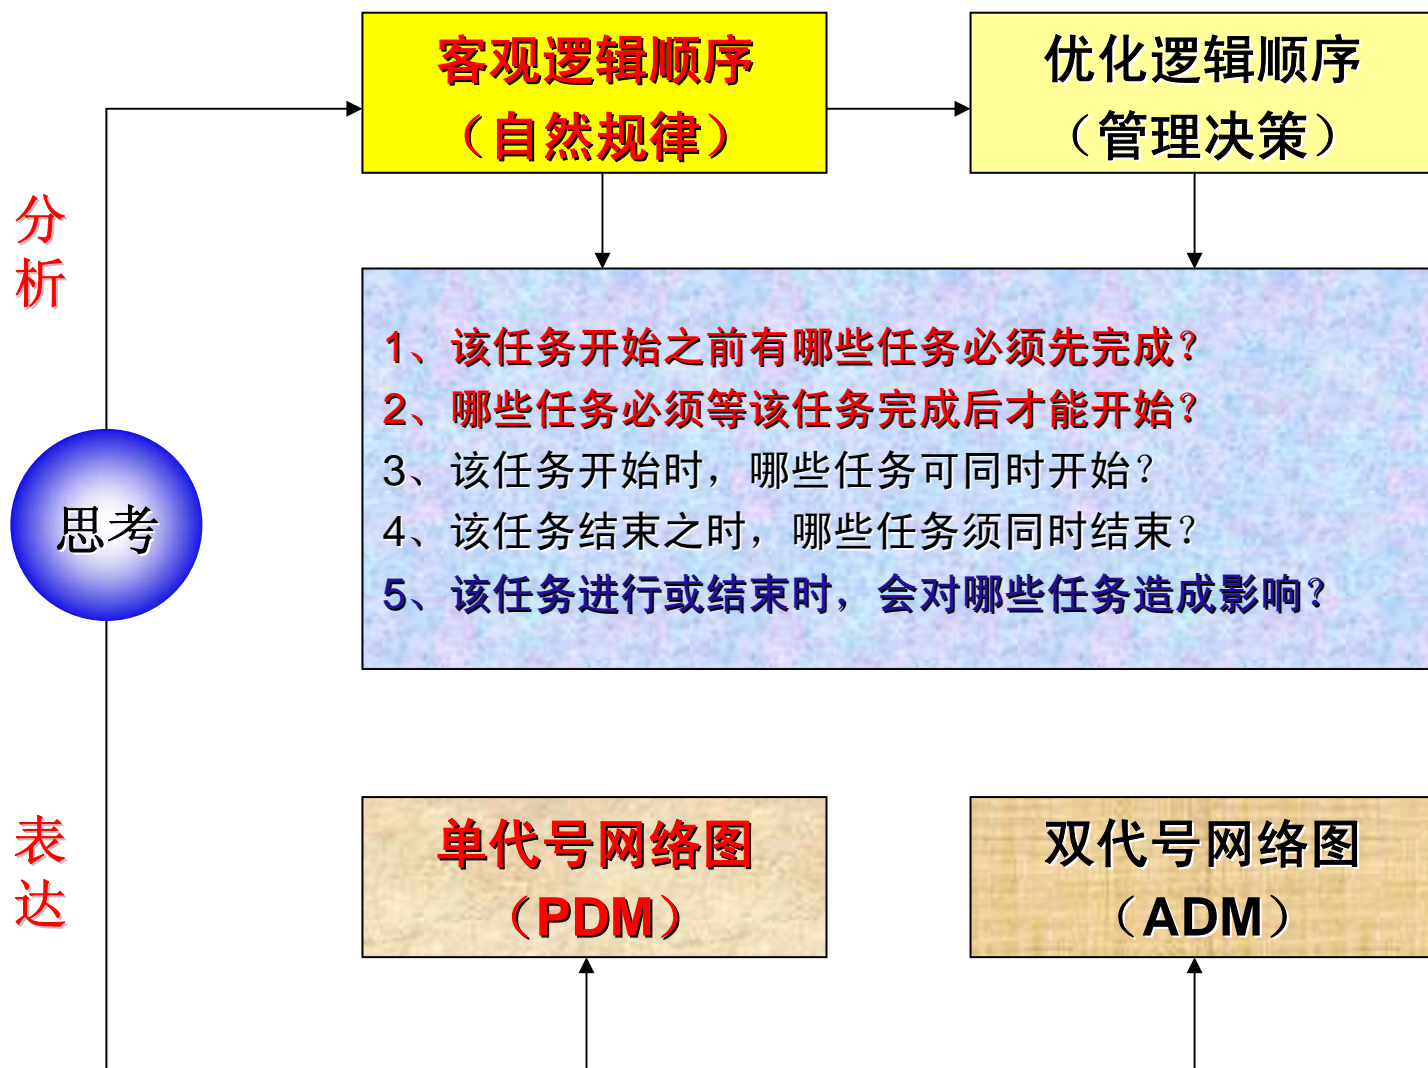 客观逻辑顺序
（自然规律）
优化逻辑顺序
（管理决策）
分
析
1、该任务开始之前有哪些任务必须先完成？
2、哪些任务必须等该任务完成后才能开始？
3、该任务开始时，哪些任务可同时开始？
4、该任务结束之时，哪些任务须同时结束？
5、该任务进行或结束时，会对哪些任务造成影响？
思考
表
达
单代号网络图
（PDM）
双代号网络图
（ADM）